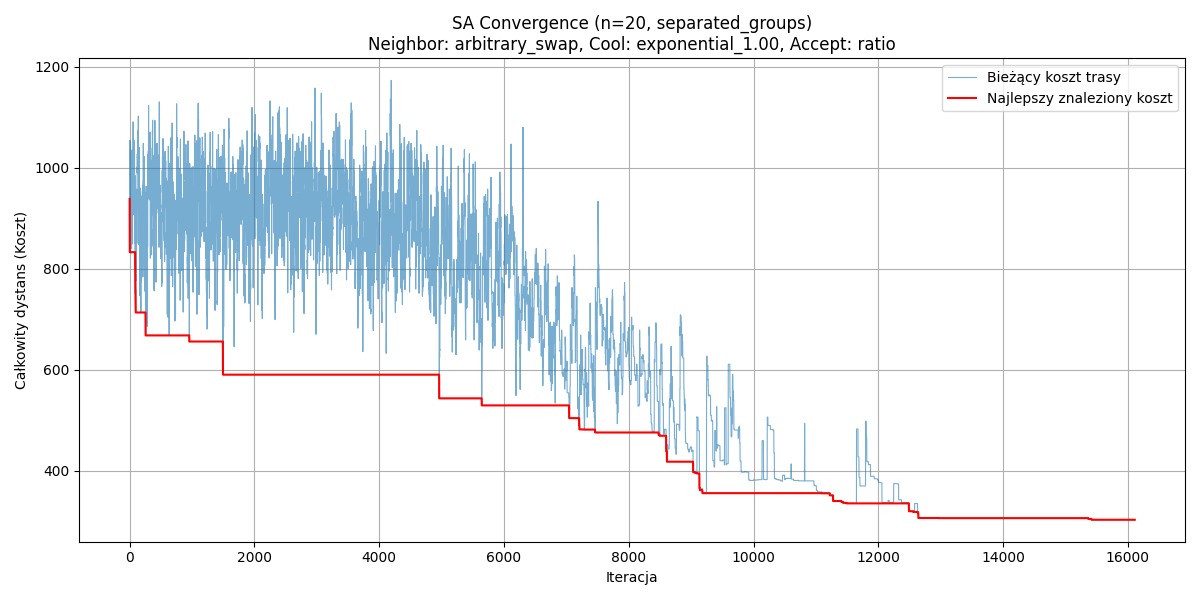 SA Convergence (n=20, separated_groups)
Neighbor: arbitrary_swap, Cool: exponential_1.00, Accept: ratio
Bieżący koszt trasy
Najlepszy znaleziony koszt
Całkowity dystans (Koszt)
1200
1000
800
600
400
0 2000 4000 6000 8000 10000 12000 14000 16000
Iteracja